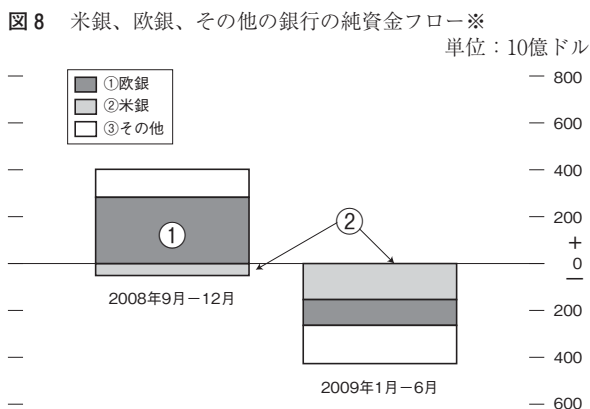 図8 米銀、欧銀、その他の銀行の純資金フロー※
単位：10億ドル
①欧銀
②米銀
③その他
800
600
400
200
+
0
−
200
400
600
①
②
2008年9月－12月
2009年1月－6月